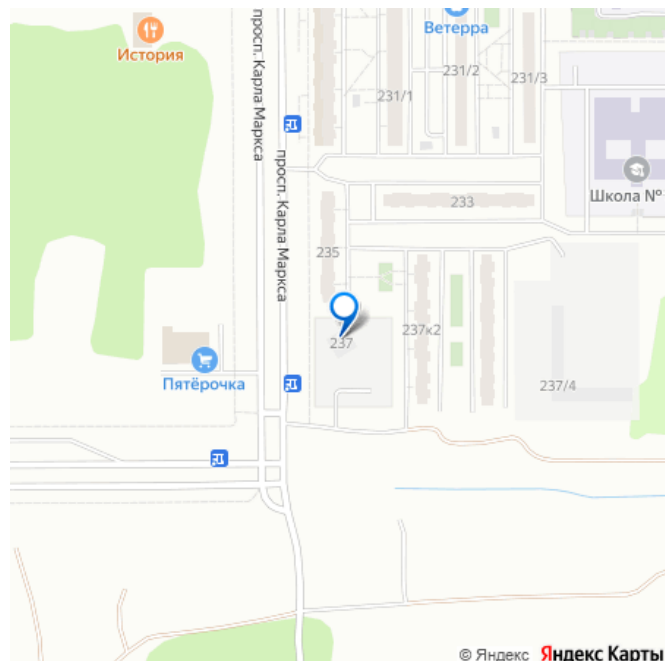 История
просп. Карла Маркса
просп. Карла Маркса
Ветерра
231/2
231/3
231/1
Школа №
233
235
237
237к2
Пятёрочка
237/4
© Яндекс Яндекс Карты